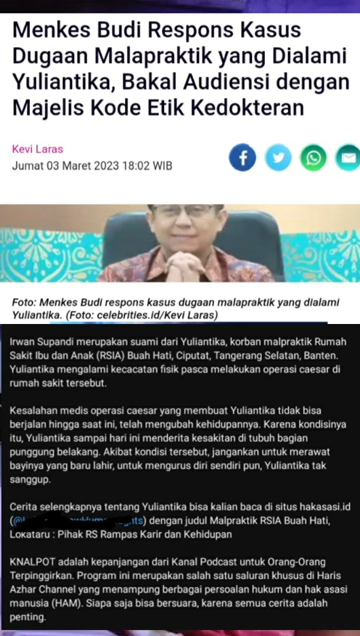 Menkes Budi Respons Kasus
Dugaan Malapraktik yang Dialami
Yuliantika, Bakal Audiensi dengan
Majelis Kode Etik Kedokteran
Kevi Laras
Jumat 03 Maret 2023 18:02 WIB
Foto: Menkes Budi respons kasus dugaan malapraktik yang dialami
Yuliantika. (Foto: celebrities.id/Kevi Laras)
Irwan Supandi merupakan suami dari Yuliantika, korban malpraktik Rumah
Sakit Ibu dan Anak (RSIA) Buah Hati, Ciputat, Tangerang Selatan, Banten.
Yuliantika mengalami kecacatan fisik pasca melakukan operasi caesar di
rumah sakit tersebut.
Kesalahan medis operasi caesar yang membuat Yuliantika tidak bisa
berjalan hingga saat ini, telah mengubah kehidupannya. Karena kondisinya
itu, Yuliantika sampai hari ini menderita kesakitan di tubuh bagian
punggung belakang. Akibat kondisi tersebut, jangankan untuk merawat
bayinya yang baru lahir, untuk mengurus diri sendiri pun, Yuliantika tak
sanggup.
Cerita selengkapnya tentang Yuliantika bisa kalian baca di situs hakasasi.id
dengan judul Malpraktik RSIA Buah Hati,
Lokataru : Pihak RS Rampas Karir dan Kehidupan
KNALPOT adalah kepanjangan dari Kanal Podcast untuk Orang-Orang
Terpinggirkan. Program ini merupakan salah satu saluran khusus di Haris
Azhar Channel yang menampung berbagai persoalan hukum dan hak asasi
manusia (HAM). Siapa saja bisa bersuara, karena semua cerita adalah
penting.